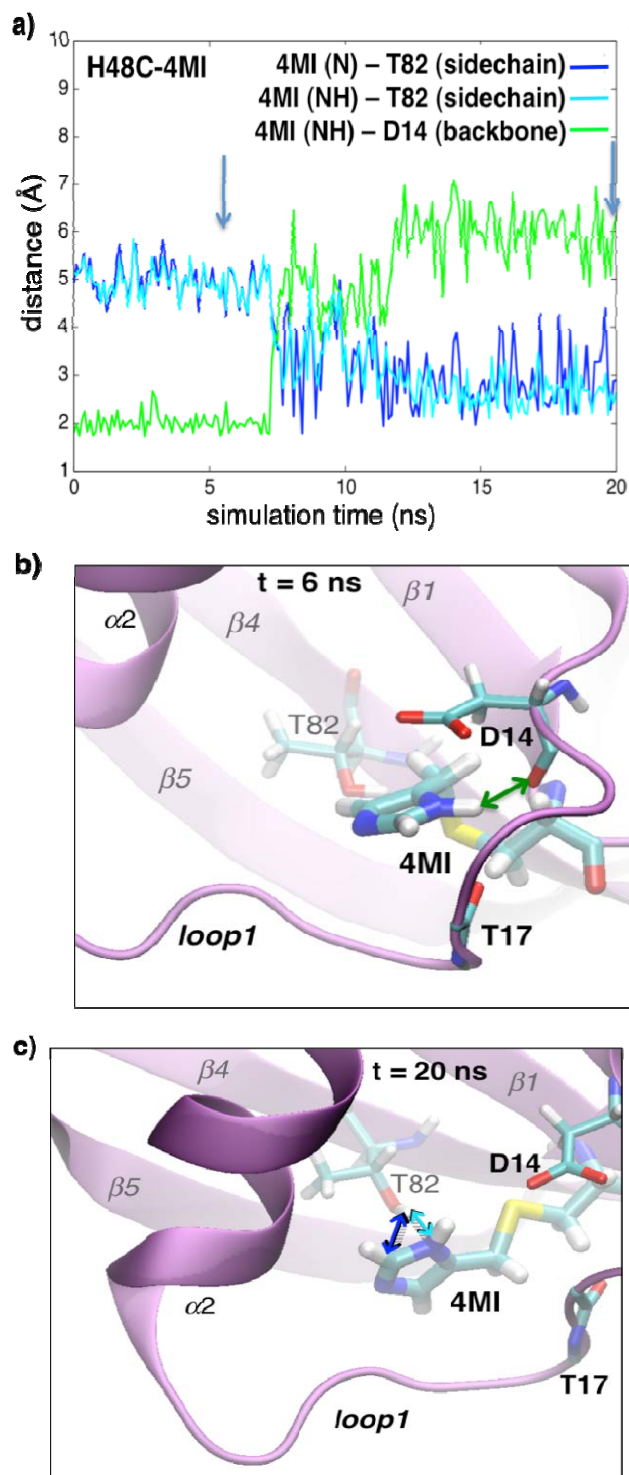 a)
H48C-4MI
4MI (N) – T82 (sidechain)
4MI (NH) – T82 (sidechain)
4MI (NH) – D14 (backbone)
distance (Å)
10
9
8
7
6
5
4
3
2
1
0
5
10
15
20
simulation time (ns)
b)
t = 6 ns
α2
β4
β1
T82
D14
β5
4MI
loop1
T17
c)
β4
t = 20 ns
β1
D14
β5
T82
α2
4MI
T17
loop1